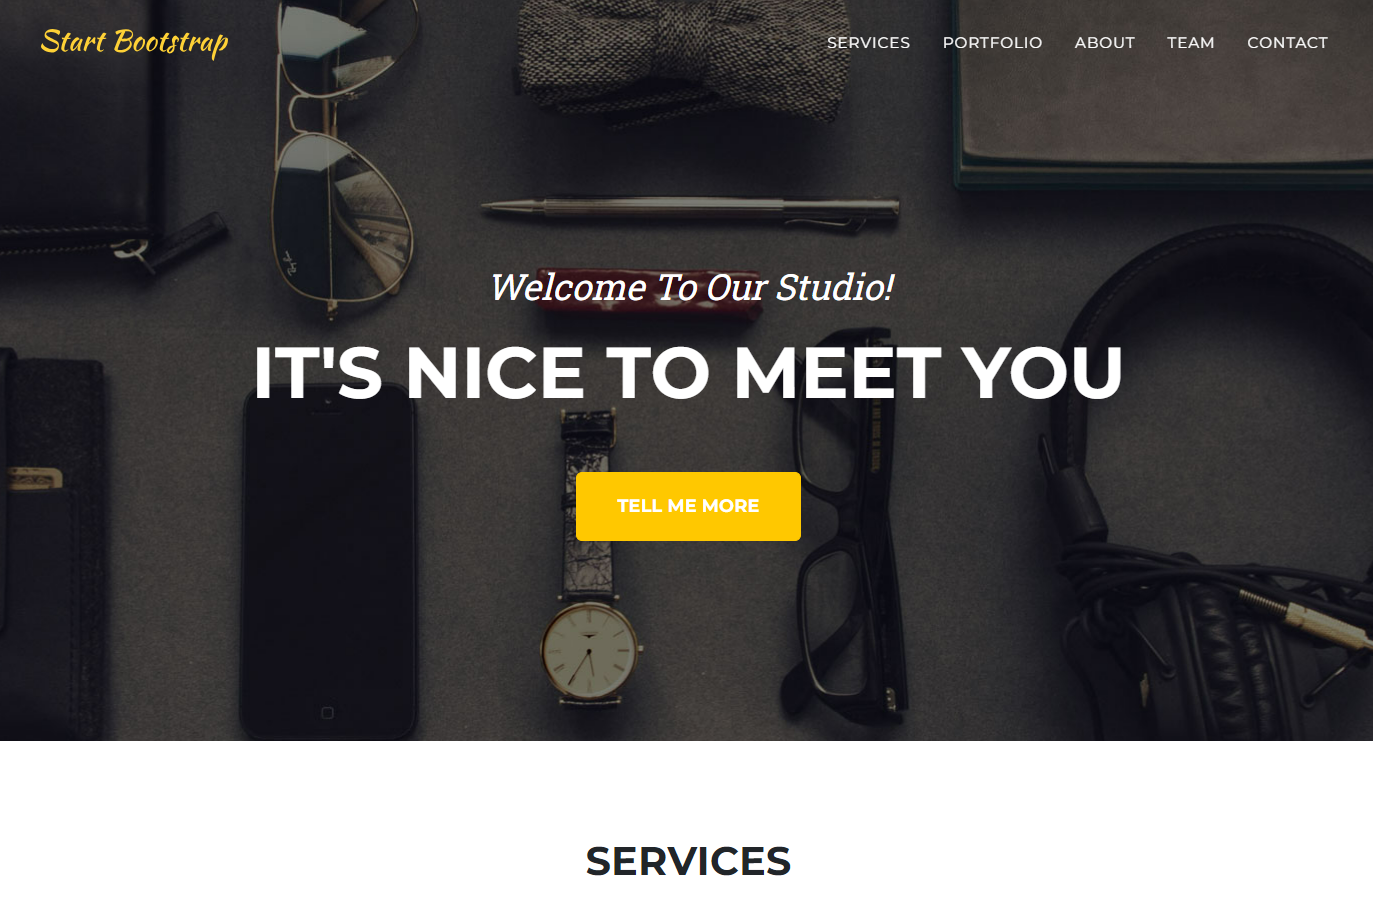 Start Bootstrap
SERVICES PORTFOLIO ABOUT TEAM CONTACT
Welcome To Our Studio!
IT'S NICE TO MEET YOU
TELL ME MORE
SERVICES